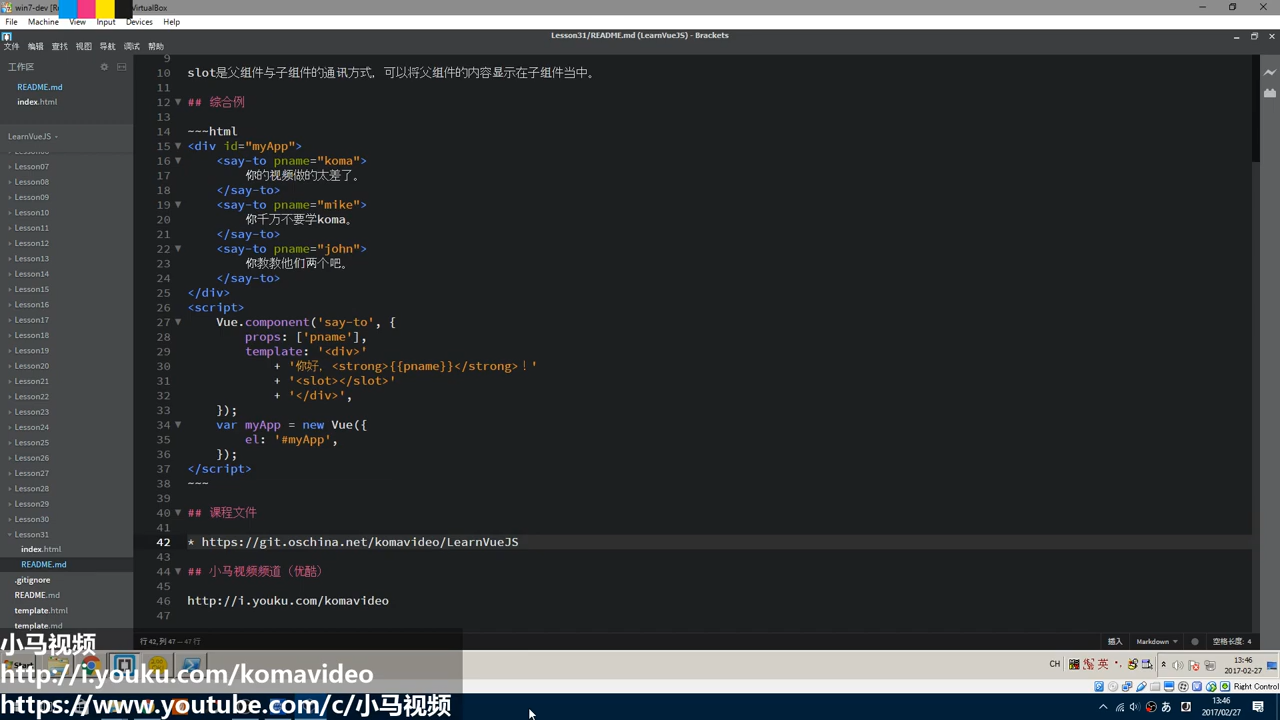 win7-dev [
VirtualBox
File Machine View Input Devices Help
Lesson31/README.md (LearnVueJS) - Brackets
文件 编辑 查找 视图 导航 调试 帮助
工作区
README.md
index.html
LearnVueJS
Lesson07
Lesson08
Lesson09
Lesson10
Lesson11
Lesson12
Lesson13
Lesson14
Lesson15
Lesson16
Lesson17
Lesson18
Lesson19
Lesson20
Lesson21
Lesson22
Lesson23
Lesson24
Lesson25
Lesson26
Lesson27
Lesson28
Lesson29
Lesson30
Lesson31
index.html
README.md
.gitignore
README.md
template.html
template.md
9
10 slot是父组件与子组件的通讯方式，可以将父组件的内容显示在子组件当中。
11
12 ## 综合例
13
14 ~~~html
15 <div id="myApp">
16 <say-to pname="koma">
17 你的视频做的太差了。
18 </say-to>
19 <say-to pname="mike">
20 你千万不要学koma。
21 </say-to>
22 <say-to pname="john">
23 你教教他们两个吧。
24 </say-to>
25 </div>
26 <script>
27 Vue.component('say-to', {
28 props: ['pname'],
29 template: '<div>'
30 + '你好，<strong>{{pname}}</strong>！'
31 + '<slot></slot>'
32 + '</div>',
33 });
34 var myApp = new Vue({
35 el: '#myApp',
36 });
37 </script>
38 ~~~
39
40 ## 课程文件
41
42 * https://git.oschina.net/komavideo/LearnVueJS
43
44 ## 小马视频频道（优酷）
45
46 http://i.youku.com/komavideo
47
行 42, 列 47 — 47 行
插入 Markdown 空格长度: 4
小马视频
http://i.youku.com/komavideo
https://www.youtube.com/c/小马视频
Start
CH
英
13:46
2017-02-27
Right Control
あ
13:46
2017/02/27